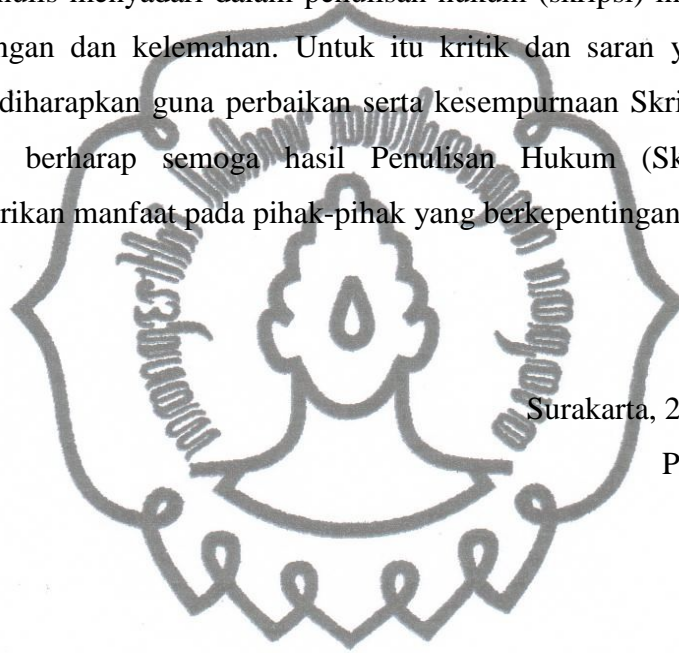 nulis menyadari dalam penulisan hukum (skripsi)
ngan dan kelemahan. Untuk itu kritik dan saran y
diharapkan guna perbaikan serta kesempurnaan Skri
berharap semoga hasil Penulisan Hukum (Sk
rikan manfaat pada pihak-pihak yang berkepentingan
Surakarta, 2
P